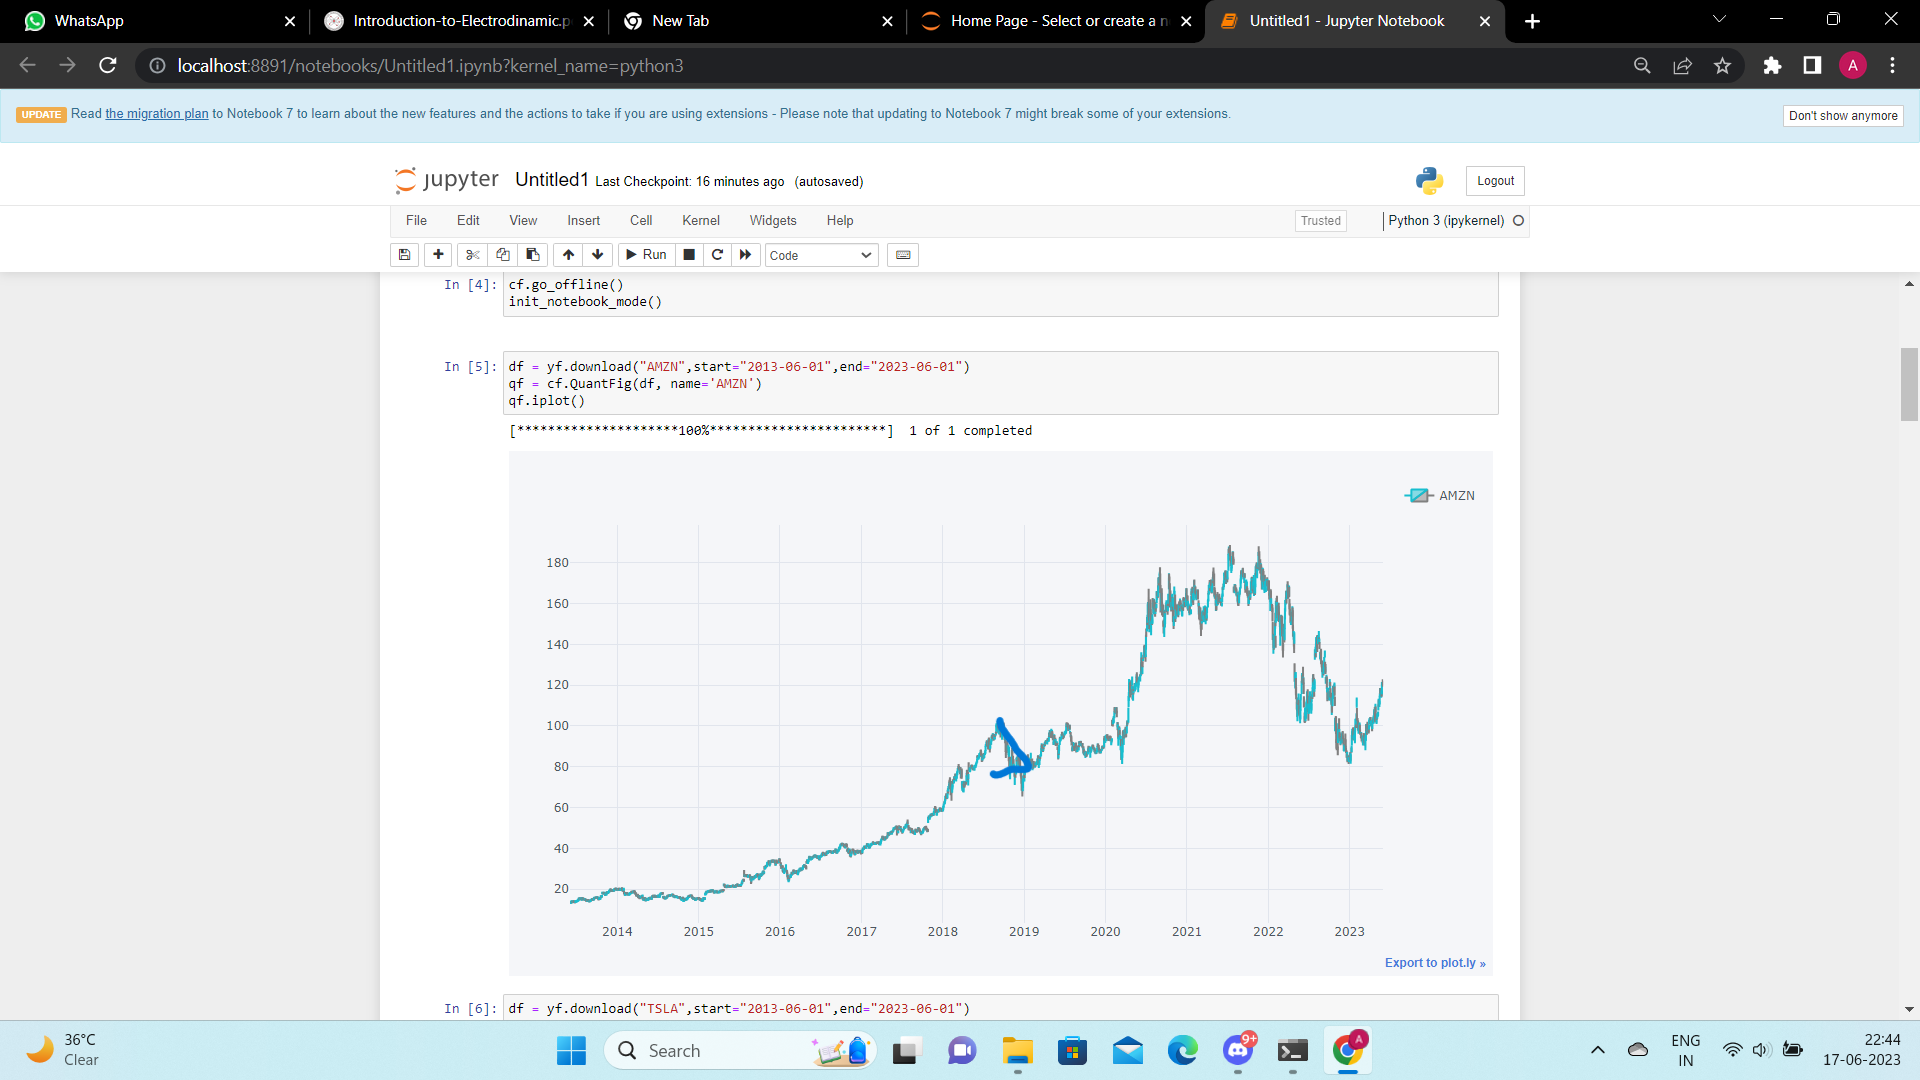 WhatsApp
Introduction-to-Electrodinamic.p
New Tab
Home Page - Select or create a n
Untitled1 - Jupyter Notebook
localhost:8891/notebooks/Untitled1.ipynb?kernel_name=python3
A
UPDATE Read the migration plan to Notebook 7 to learn about the new features and the actions to take if you are using extensions - Please note that updating to Notebook 7 might break some of your extensions.
Don't show anymore
jupyter Untitled1 Last Checkpoint: 16 minutes ago (autosaved)
Logout
File Edit View Insert Cell Kernel Widgets Help
Trusted
Python 3 (ipykernel)
Run
Code
In [4]: cf.go_offline()
init_notebook_mode()
In [5]: df = yf.download("AMZN",start="2013-06-01",end="2023-06-01")
qf = cf.QuantFig(df, name='AMZN')
qf.iplot()
[*********************100%***********************]  1 of 1 completed
AMZN
180
160
140
120
100
80
60
40
20
2014 2015 2016 2017 2018 2019 2020 2021 2022 2023
Export to plot.ly »
In [6]: df = yf.download("TSLA",start="2013-06-01",end="2023-06-01")
36°C
Clear
Search
9+
A
ENG
IN
22:44
17-06-2023